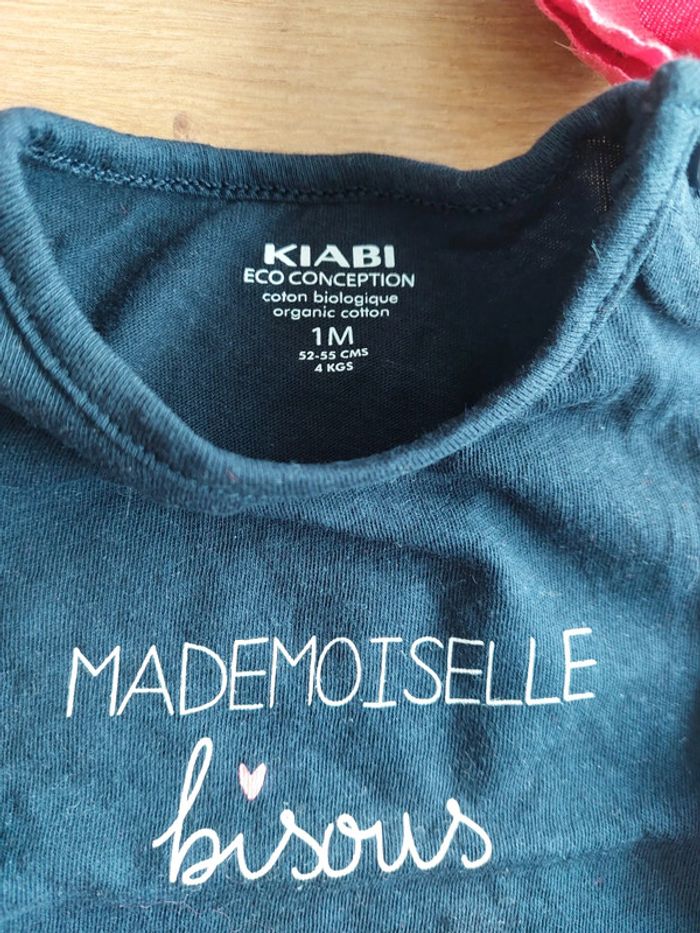 KIABI
ECO CONCEPTION
coton biologique
organic cotton
1M
52-55 CMS
4 KGS
MADEMOISELLE
bisous